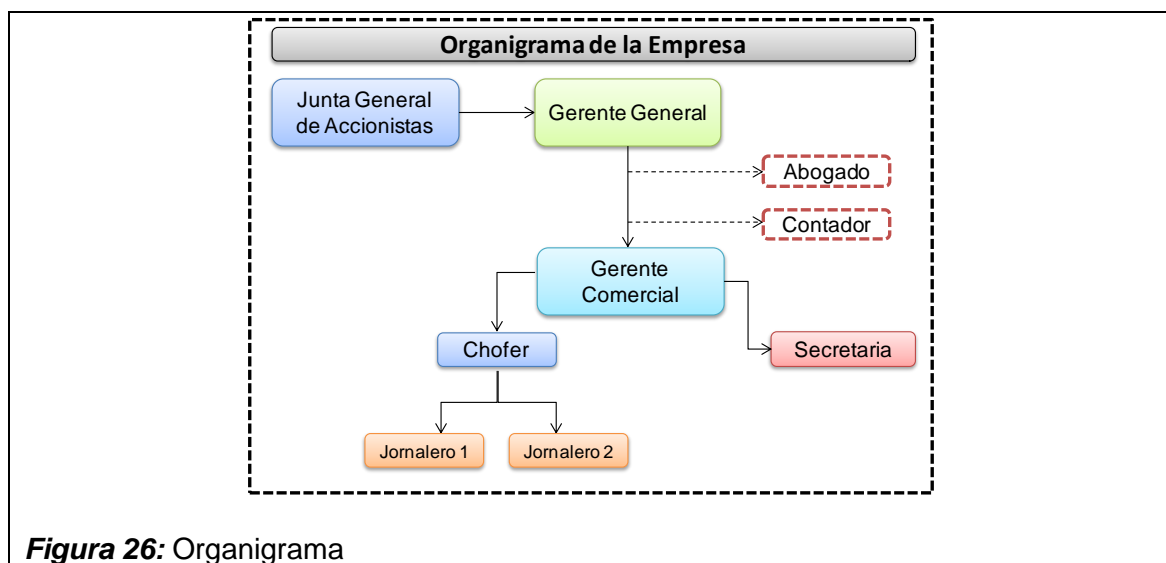 Organigrama de la Empresa
Junta General
de Accionistas
Gerente General
Abogado
Contador
Gerente
Comercial
Chofer
Secretaria
Jornalero 1
Jornalero 2
Figura 26: Organigrama